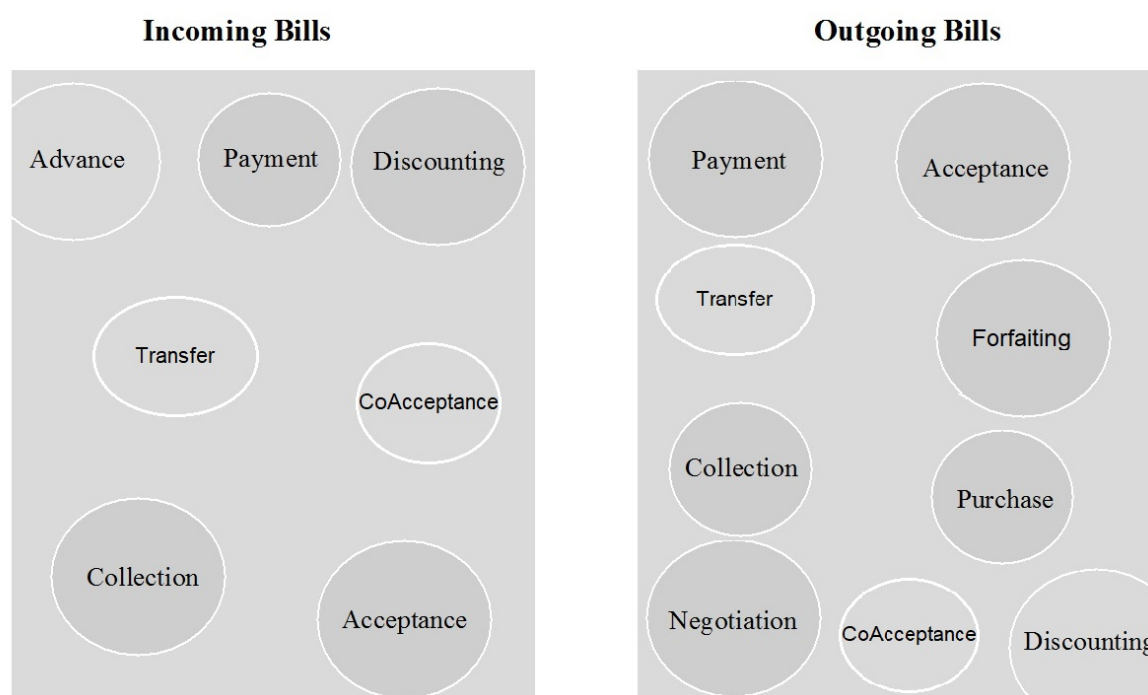 Incoming Bills
Outgoing Bills
Advance
Payment
Discounting
Transfer
CoAcceptance
Collection
Acceptance
Payment
Acceptance
Transfer
Forfaiting
Collection
Purchase
Negotiation
CoAcceptance
Discounting